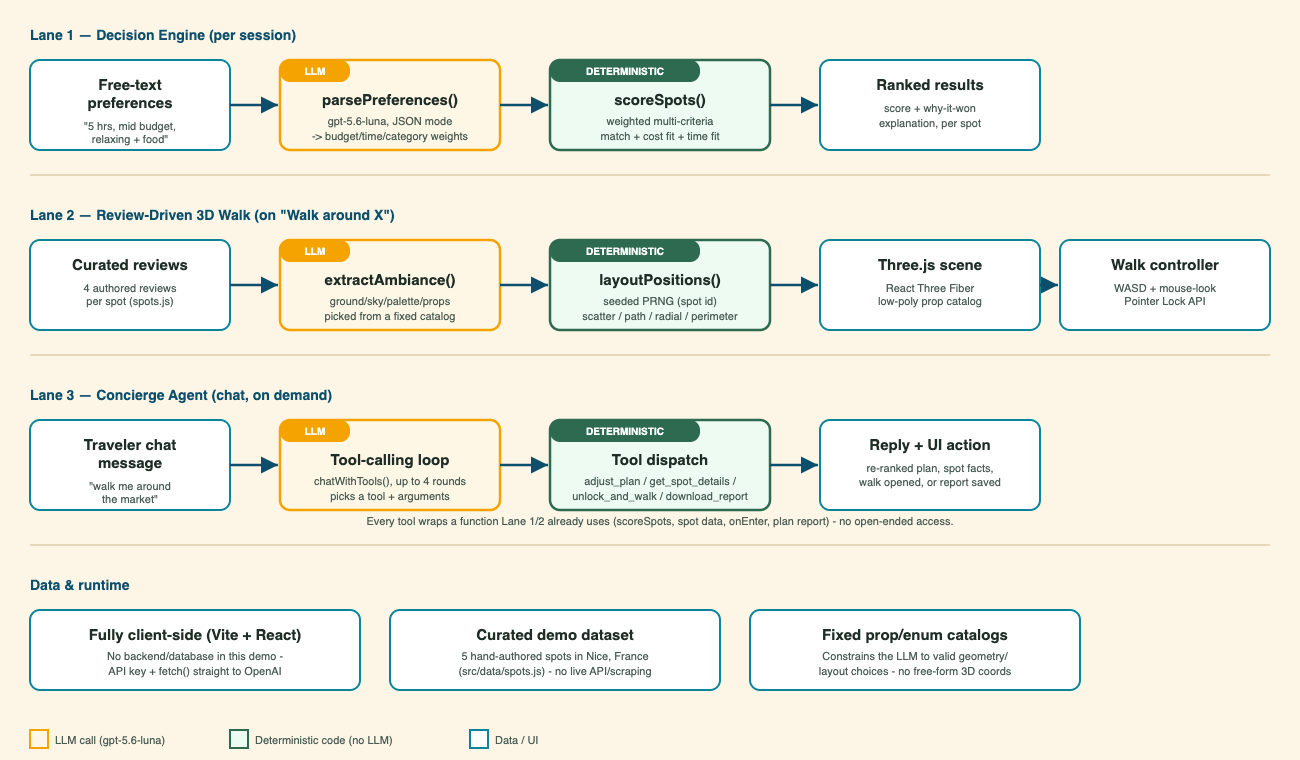 Lane 1 — Decision Engine (per session)
Free-text
preferences
"5 hrs, mid budget,
relaxing + food"
LLM
parsePreferences()
gpt-5.6-luna, JSON mode
-> budget/time/category weights
DETERMINISTIC
scoreSpots()
weighted multi-criteria
match + cost fit + time fit
Ranked results
score + why-it-won
explanation, per spot
Lane 2 — Review-Driven 3D Walk (on "Walk around X")
Curated reviews
4 authored reviews
per spot (spots.js)
LLM
extractAmbiance()
ground/sky/palette/props
picked from a fixed catalog
DETERMINISTIC
layoutPositions()
seeded PRNG (spot id)
scatter / path / radial / perimeter
Three.js scene
React Three Fiber
low-poly prop catalog
Walk controller
WASD + mouse-look
Pointer Lock API
Lane 3 — Concierge Agent (chat, on demand)
Traveler chat
message
"walk me around
the market"
LLM
Tool-calling loop
chatWithTools(), up to 4 rounds
picks a tool + arguments
DETERMINISTIC
Tool dispatch
adjust_plan / get_spot_details /
unlock_and_walk / download_report
Reply + UI action
re-ranked plan, spot facts,
walk opened, or report saved
Every tool wraps a function Lane 1/2 already uses (scoreSpots, spot data, onEnter, plan report) - no open-ended access.
Data & runtime
Fully client-side (Vite + React)
No backend/database in this demo -
API key + fetch() straight to OpenAI
Curated demo dataset
5 hand-authored spots in Nice, France
(src/data/spots.js) - no live API/scraping
Fixed prop/enum catalogs
Constrains the LLM to valid geometry/
layout choices - no free-form 3D coords
LLM call (gpt-5.6-luna)
Deterministic code (no LLM)
Data / UI